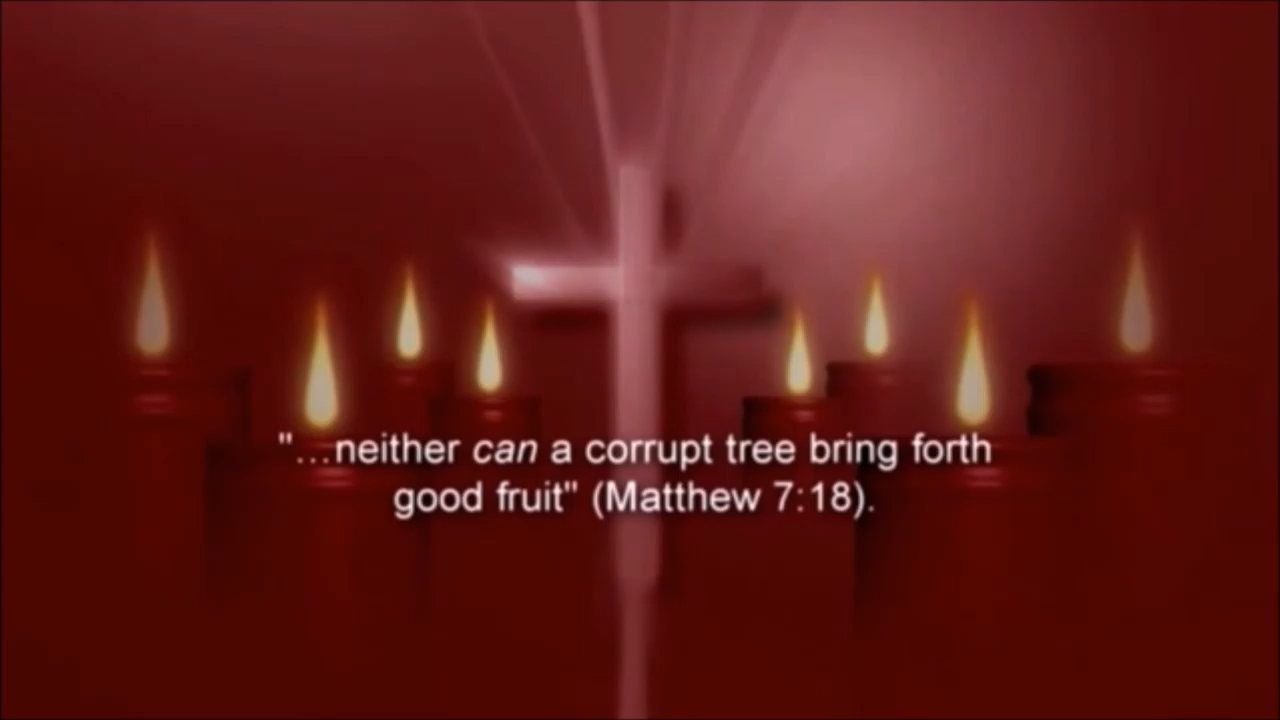 "...neither can a corrupt tree bring forth
good fruit" (Matthew 7:18).